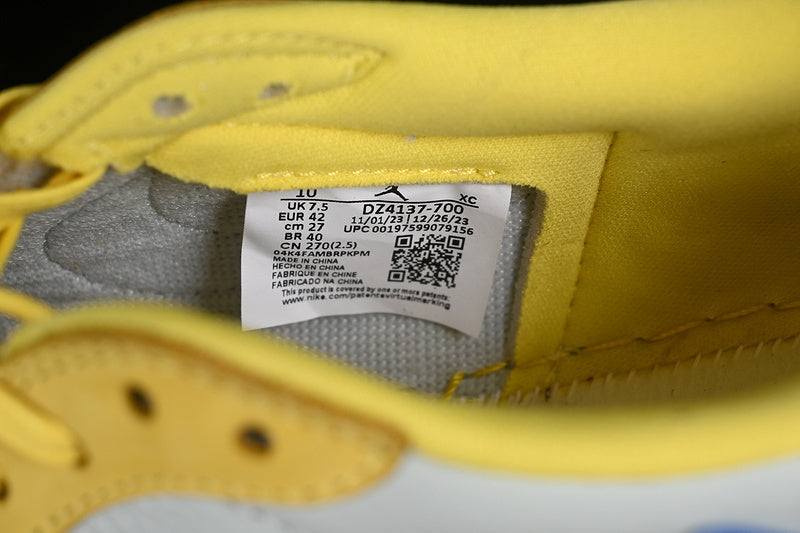 10
XC
UK 7.5
DZ4137-700
EUR 42
11/01/23 | 12/26/23
cm 27
UPC 00197599079156
BR 40
CN 270(2.5)
04K4FAMBRPKPM
MADE IN CHINA
HECHO EN CHINA
FABRIQUE EN CHINE
FABRICADO NA CHINA
This product is covered by one or more patents:
www.nike.com/patentsvirtualmarking